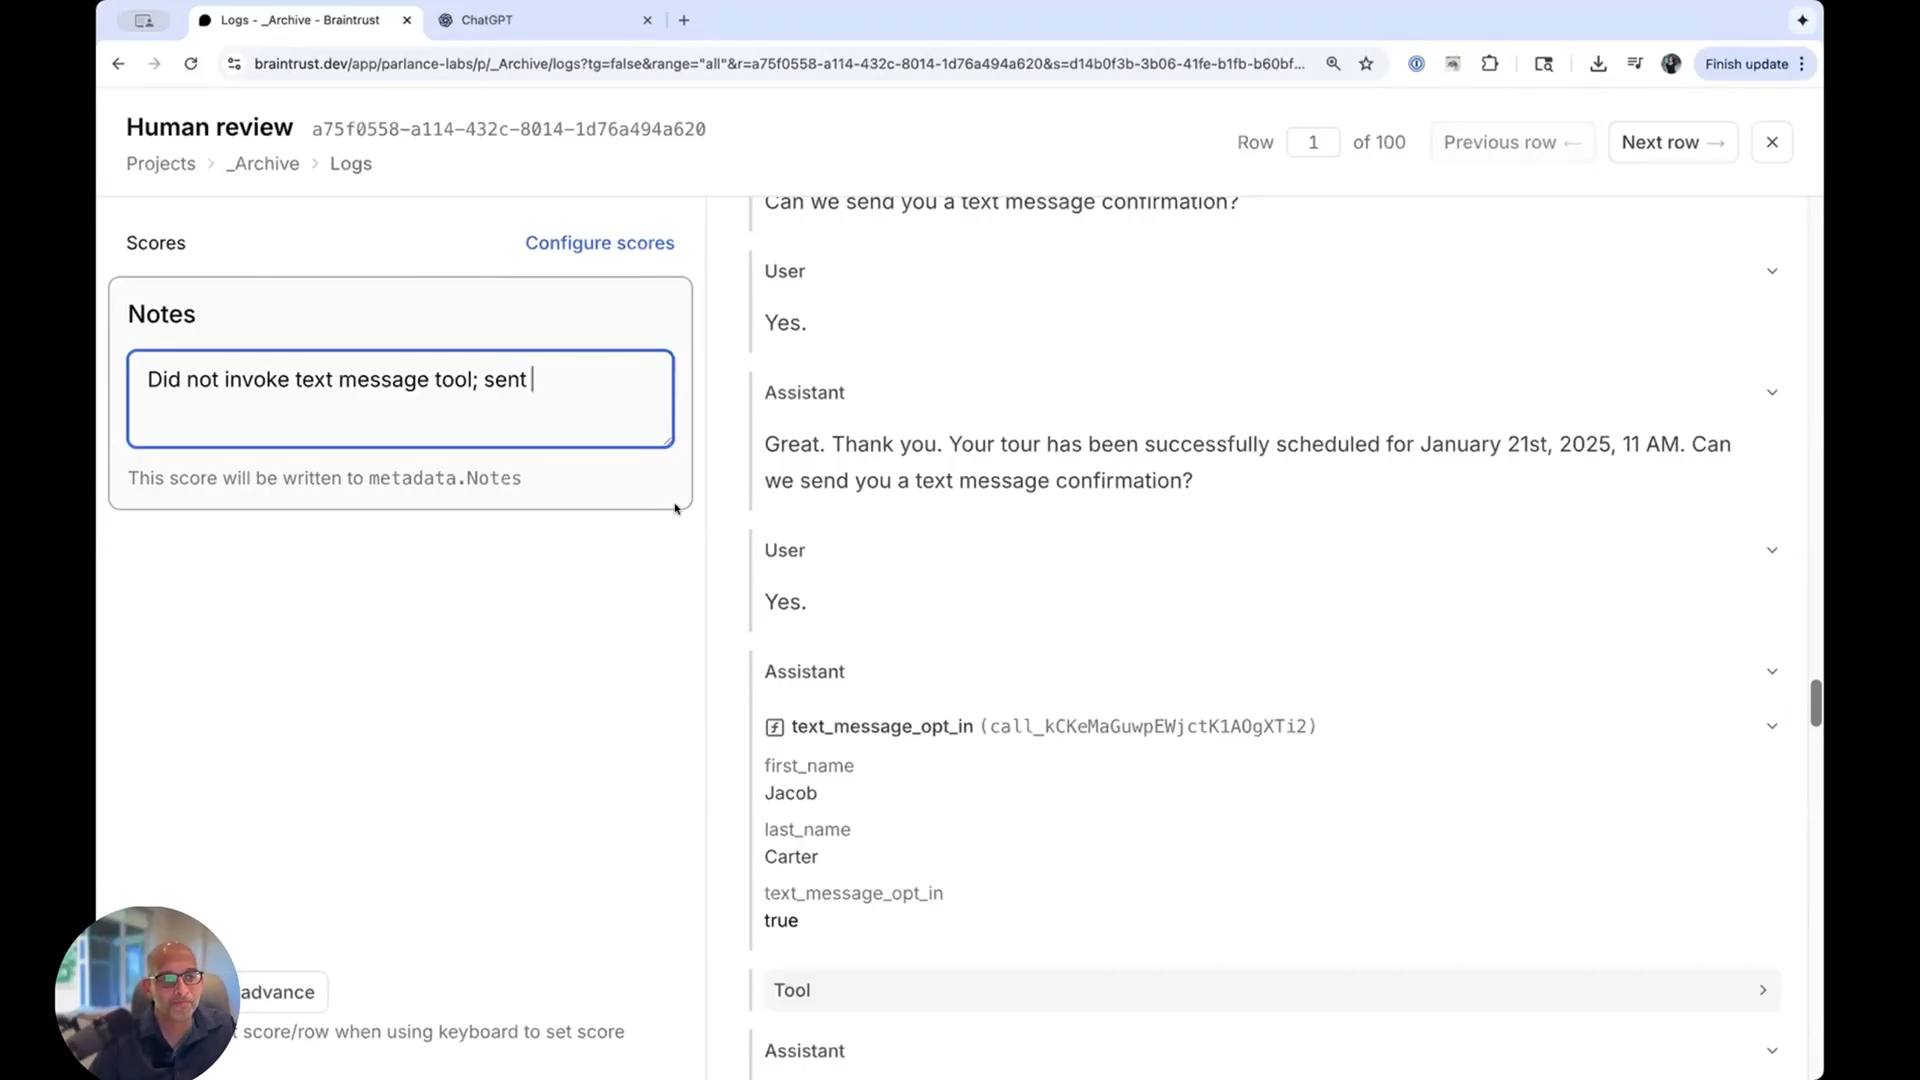 Logs - _Archive - Braintrust
ChatGPT
braintrust.dev/app/parlance-labs/p/_Archive/logs?tg=false&range="all"&r=a75f0558-a114-432c-8014-1d76a494a620&s=d14b0f3b-3b06-41fe-b1fb-b60bf...
Finish update
Human review a75f0558-a114-432c-8014-1d76a494a620
Projects > _Archive > Logs
Row 1 of 100 Previous row ← Next row →
Scores Configure scores
Notes
Did not invoke text message tool; sent
This score will be written to metadata.Notes
advance
score/row when using keyboard to set score
Can we send you a text message confirmation?
User
Yes.
Assistant
Great. Thank you. Your tour has been successfully scheduled for January 21st, 2025, 11 AM. Can
we send you a text message confirmation?
User
Yes.
Assistant
text_message_opt_in (call_kCKeMaGuwpEWjctK1AOgXTi2)
first_name
Jacob
last_name
Carter
text_message_opt_in
true
Tool
Assistant